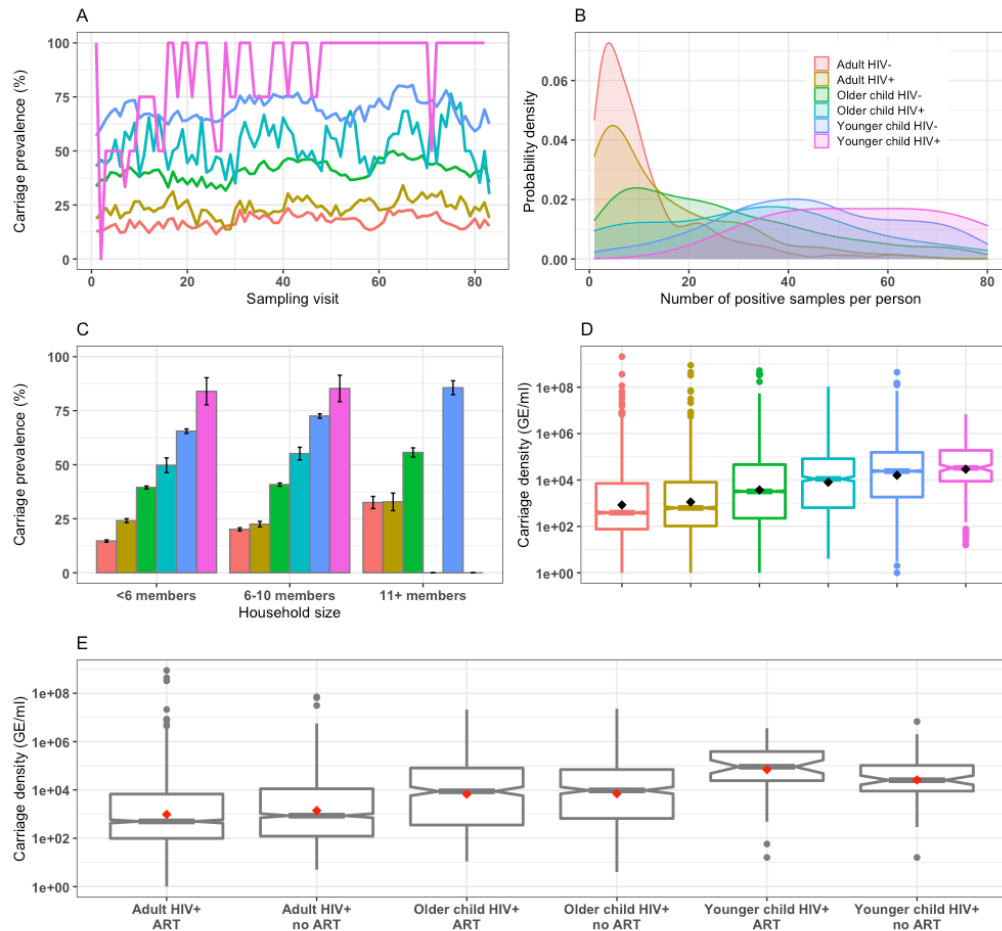 A
Carriage prevalence (%)
100
75
50
25
0
0
20
40
60
80
Sampling visit
B
Probability density
0.06
0.04
0.02
0.00
0
20
40
60
80
Number of positive samples per person
Adult HIV-
Adult HIV+
Older child HIV-
Older child HIV+
Younger child HIV-
Younger child HIV+
C
Carriage prevalence (%)
100
75
50
25
0
<6 members
6-10 members
11+ members
Household size
D
Carriage density (GE/ml)
1e+08
1e+06
1e+04
1e+02
1e+00
E
Carriage density (GE/ml)
1e+08
1e+06
1e+04
1e+02
1e+00
Adult HIV+
ART
Adult HIV+
no ART
Older child HIV+
ART
Older child HIV+
no ART
Younger child HIV+
ART
Younger child HIV+
no ART